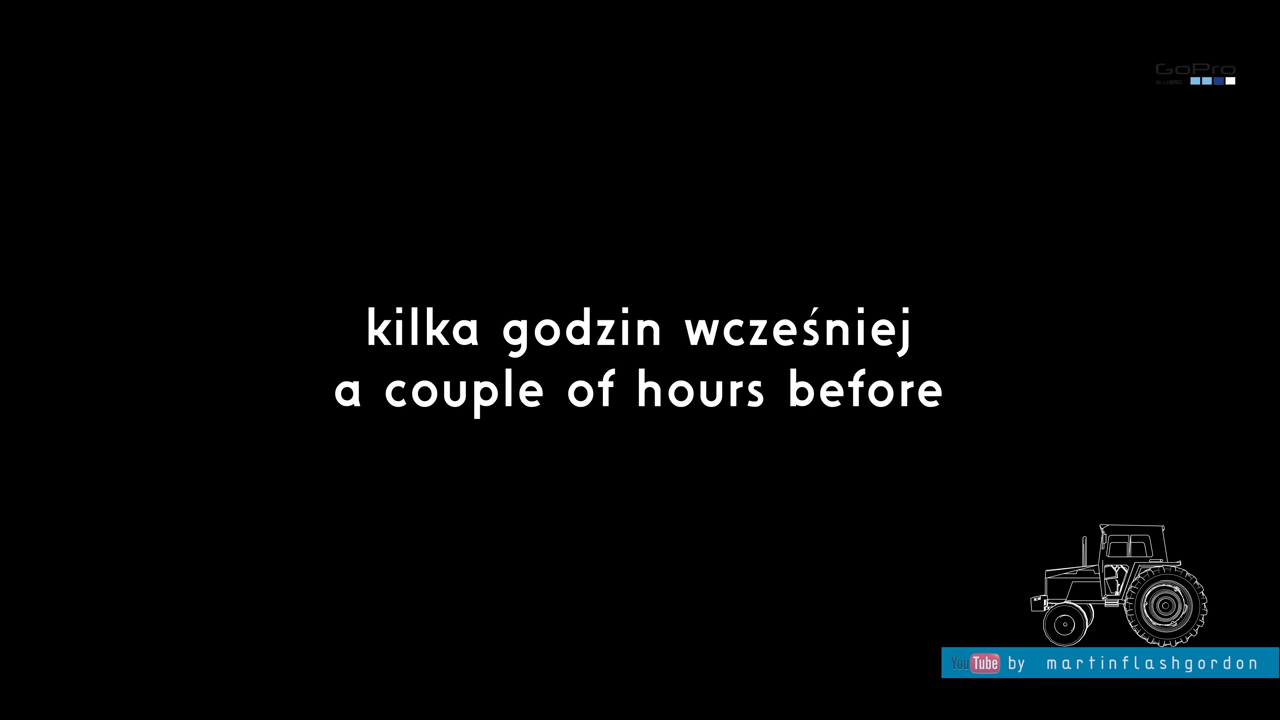 GoPro
kilka godzin wcześniej
a couple of hours before
YouTube by martinflashgordon